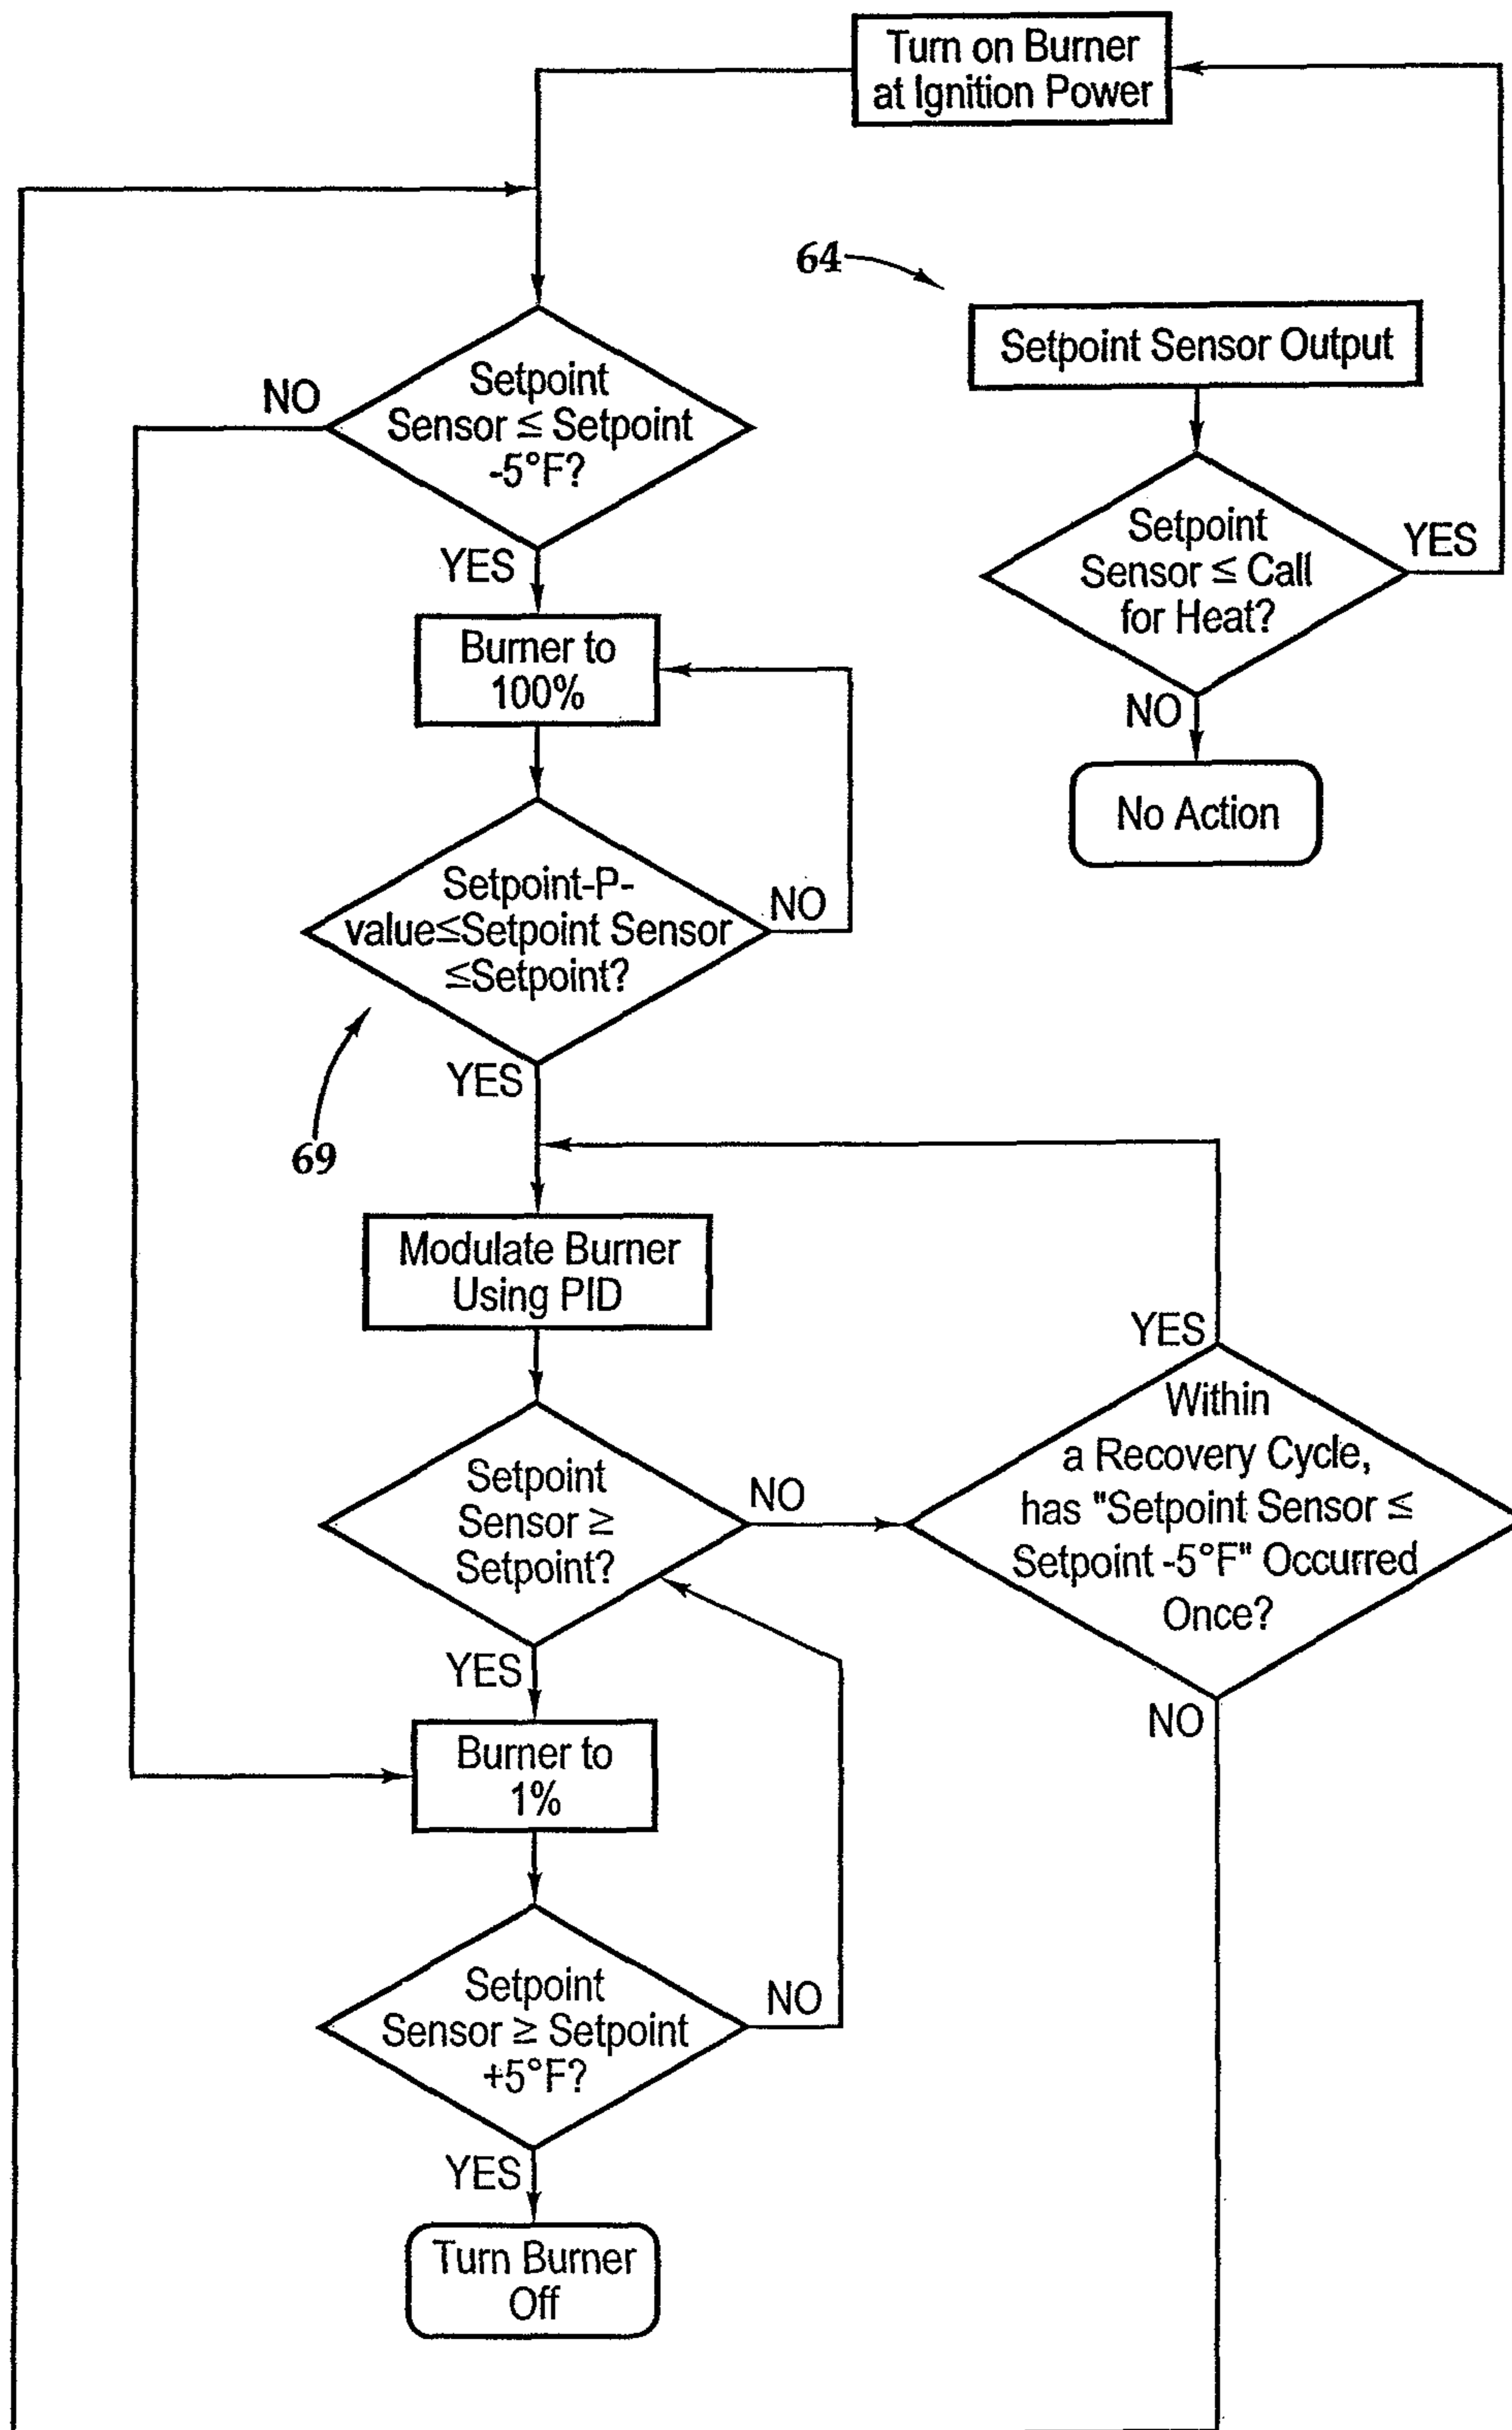 Turn on Burner
at Ignition Power
64
Setpoint Sensor Output
Setpoint
Sensor ≤ Call
for Heat?
YES
NO
No Action
Setpoint
Sensor ≤ Setpoint
-5°F?
NO
YES
Burner to
100%
Setpoint-P-
value≤Setpoint Sensor
≤Setpoint?
NO
YES
69
Modulate Burner
Using PID
Setpoint
Sensor ≥
Setpoint?
NO
YES
Within
a Recovery Cycle,
has "Setpoint Sensor ≤
Setpoint -5°F" Occurred
Once?
YES
NO
Burner to
1%
Setpoint
Sensor ≥ Setpoint
+5°F?
NO
YES
Turn Burner
Off